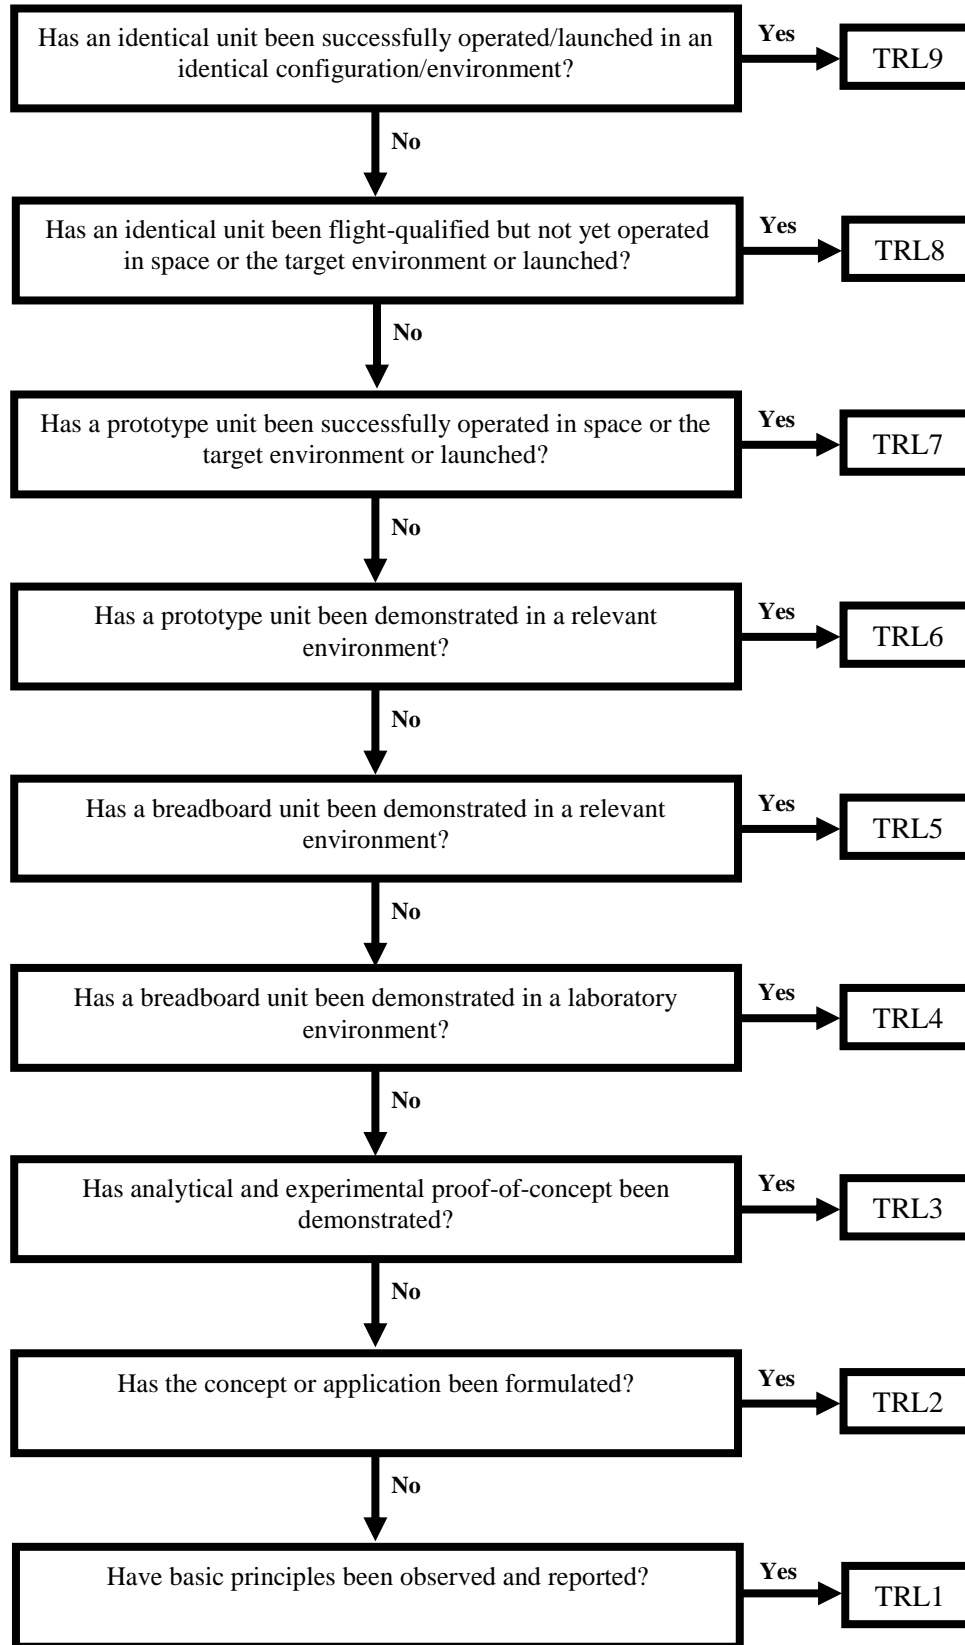 Has an identical unit been successfully operated/launched in an
identical configuration/environment?
Yes
TRL9
No
Has an identical unit been flight-qualified but not yet operated
in space or the target environment or launched?
Yes
TRL8
No
Has a prototype unit been successfully operated in space or the
target environment or launched?
Yes
TRL7
No
Has a prototype unit been demonstrated in a relevant
environment?
Yes
TRL6
No
Has a breadboard unit been demonstrated in a relevant
environment?
Yes
TRL5
No
Has a breadboard unit been demonstrated in a laboratory
environment?
Yes
TRL4
No
Has analytical and experimental proof-of-concept been
demonstrated?
Yes
TRL3
No
Has the concept or application been formulated?
Yes
TRL2
No
Have basic principles been observed and reported?
Yes
TRL1